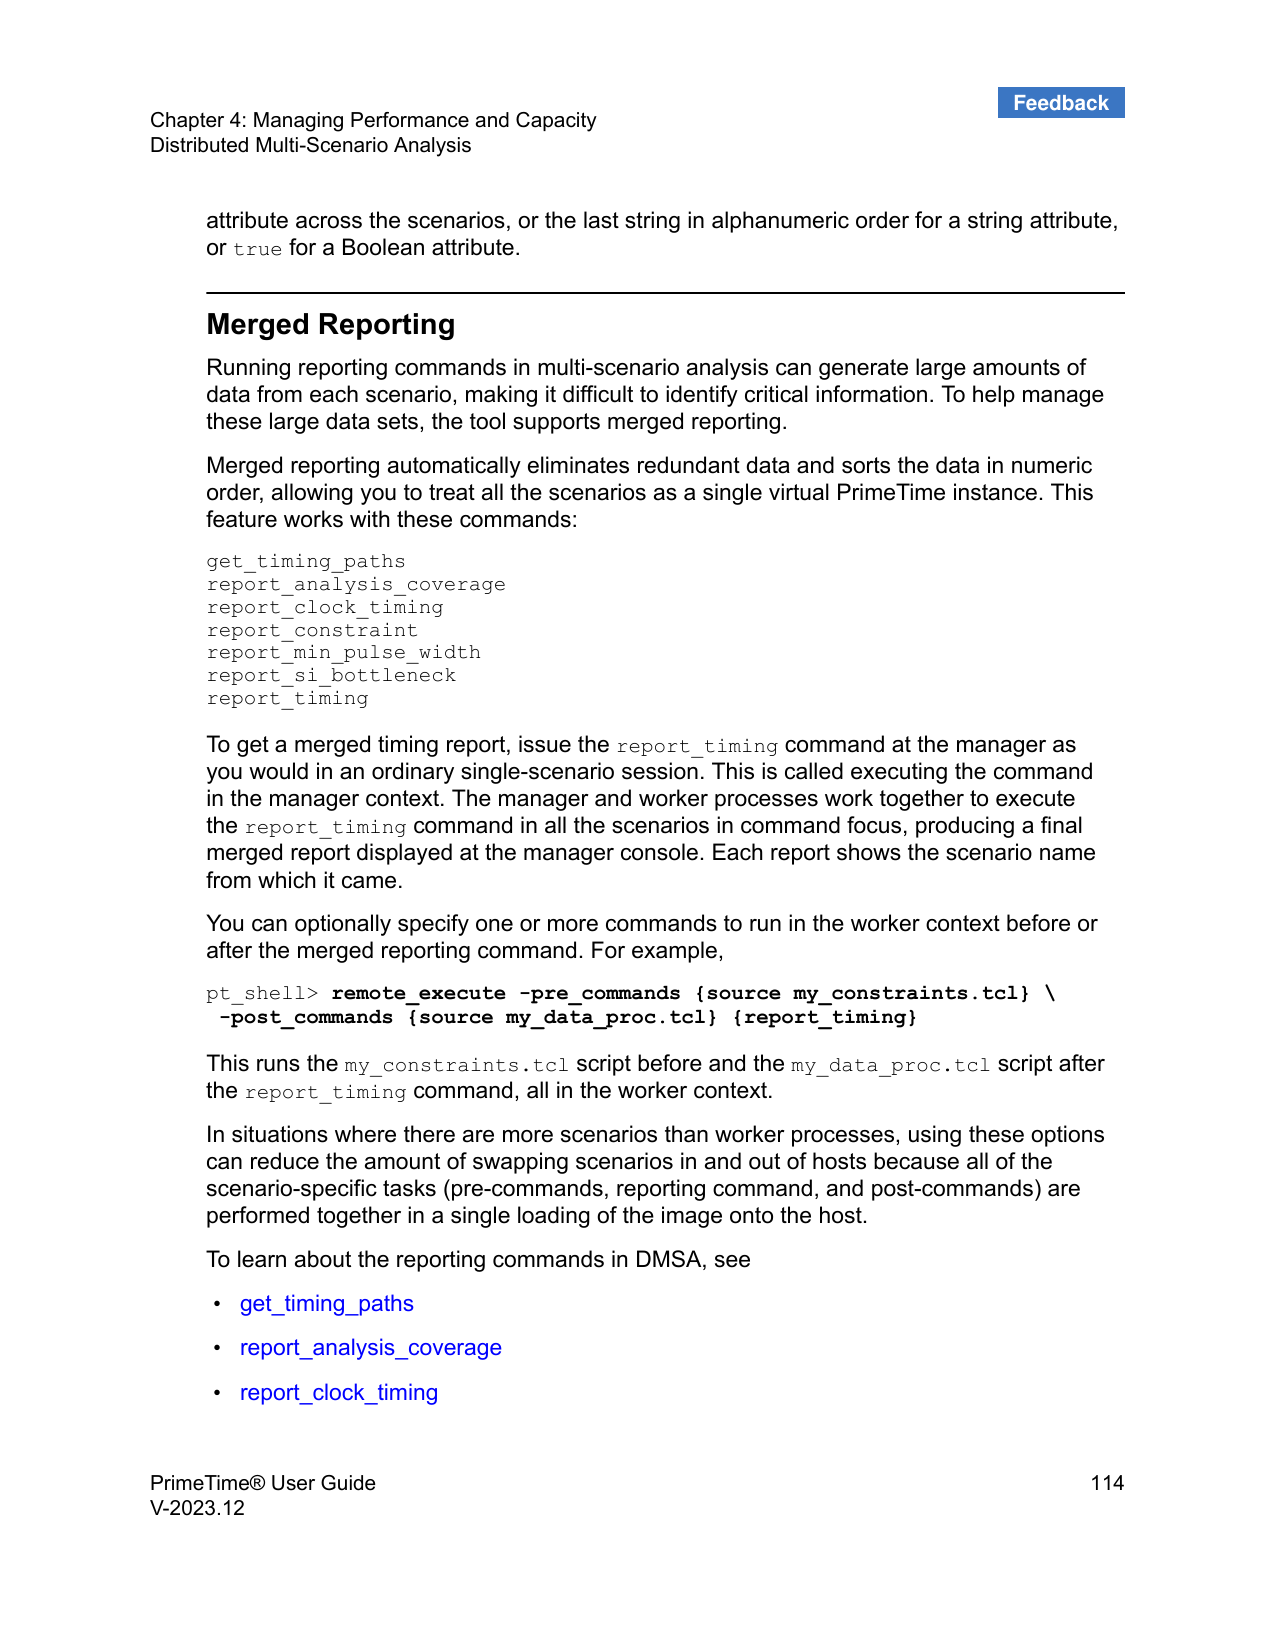 Feedback
Chapter 4: Managing Performance and Capacity
Distributed Multi-Scenario Analysis
attribute across the scenarios, or the last string in alphanumeric order for a string attribute,
or true for a Boolean attribute.
Merged Reporting
Running reporting commands in multi-scenario analysis can generate large amounts of
data from each scenario, making it difficult to identify critical information. To help manage
these large data sets, the tool supports merged reporting.
Merged reporting automatically eliminates redundant data and sorts the data in numeric
order, allowing you to treat all the scenarios as a single virtual PrimeTime instance. This
feature works with these commands:
get_timing_paths
report_analysis_coverage
report_clock_timing
report_constraint
report_min_pulse_width
report_si_bottleneck
report_timing
To get a merged timing report, issue the report_timing command at the manager as
you would in an ordinary single-scenario session. This is called executing the command
in the manager context. The manager and worker processes work together to execute
the report_timing command in all the scenarios in command focus, producing a final
merged report displayed at the manager console. Each report shows the scenario name
from which it came.
You can optionally specify one or more commands to run in the worker context before or
after the merged reporting command. For example,
pt_shell> remote_execute -pre_commands {source my_constraints.tcl} \
-post_commands {source my_data_proc.tcl} {report_timing}
This runs the my_constraints.tcl script before and the my_data_proc.tcl script after
the report_timing command, all in the worker context.
In situations where there are more scenarios than worker processes, using these options
can reduce the amount of swapping scenarios in and out of hosts because all of the
scenario-specific tasks (pre-commands, reporting command, and post-commands) are
performed together in a single loading of the image onto the host.
To learn about the reporting commands in DMSA, see
• get_timing_paths
• report_analysis_coverage
• report_clock_timing
PrimeTime® User Guide
114
V-2023.12